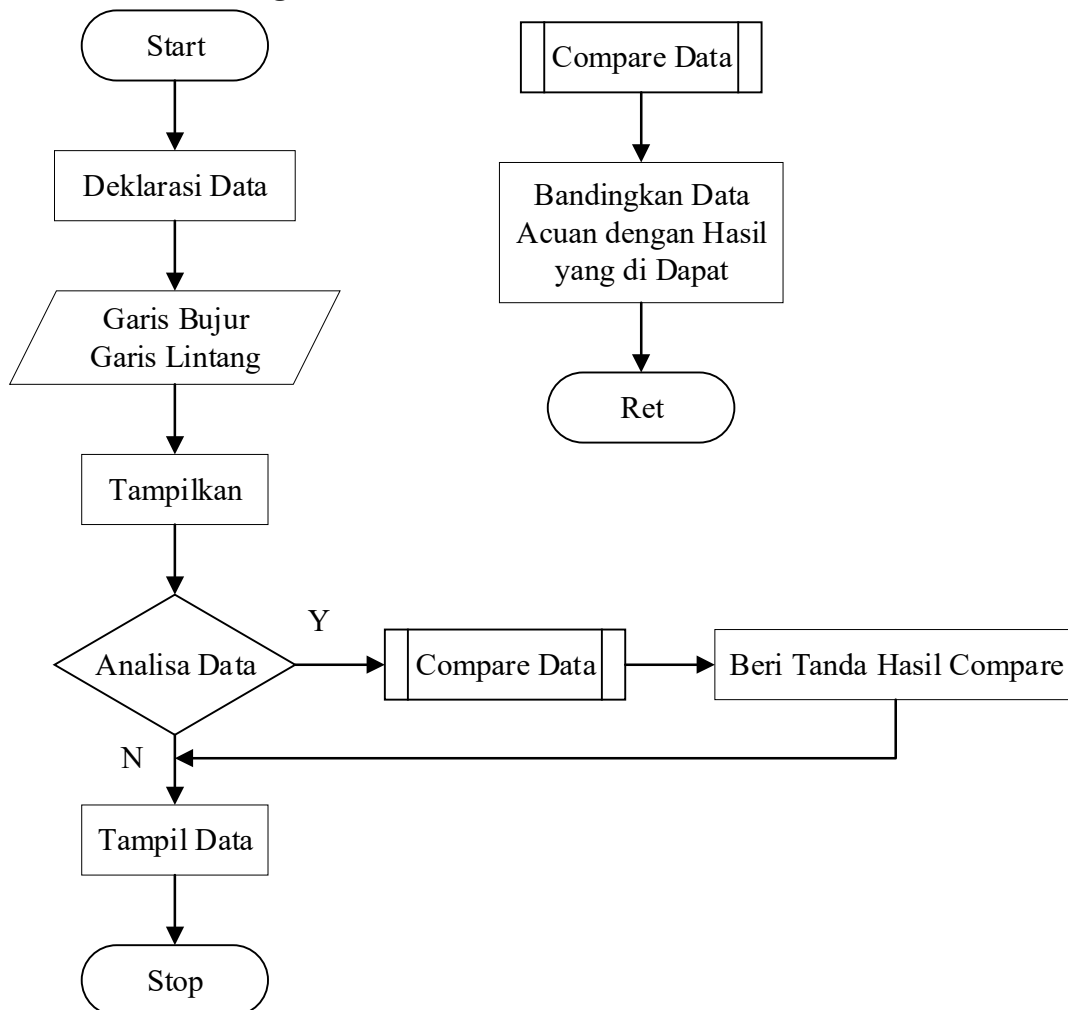 Start
Deklarasi Data
Garis Bujur
Garis Lintang
Tampilkan
Analisa Data
Y
Compare Data
Beri Tanda Hasil Compare
N
Tampil Data
Stop
Compare Data
Bandingkan Data
Acuan dengan Hasil
yang di Dapat
Ret